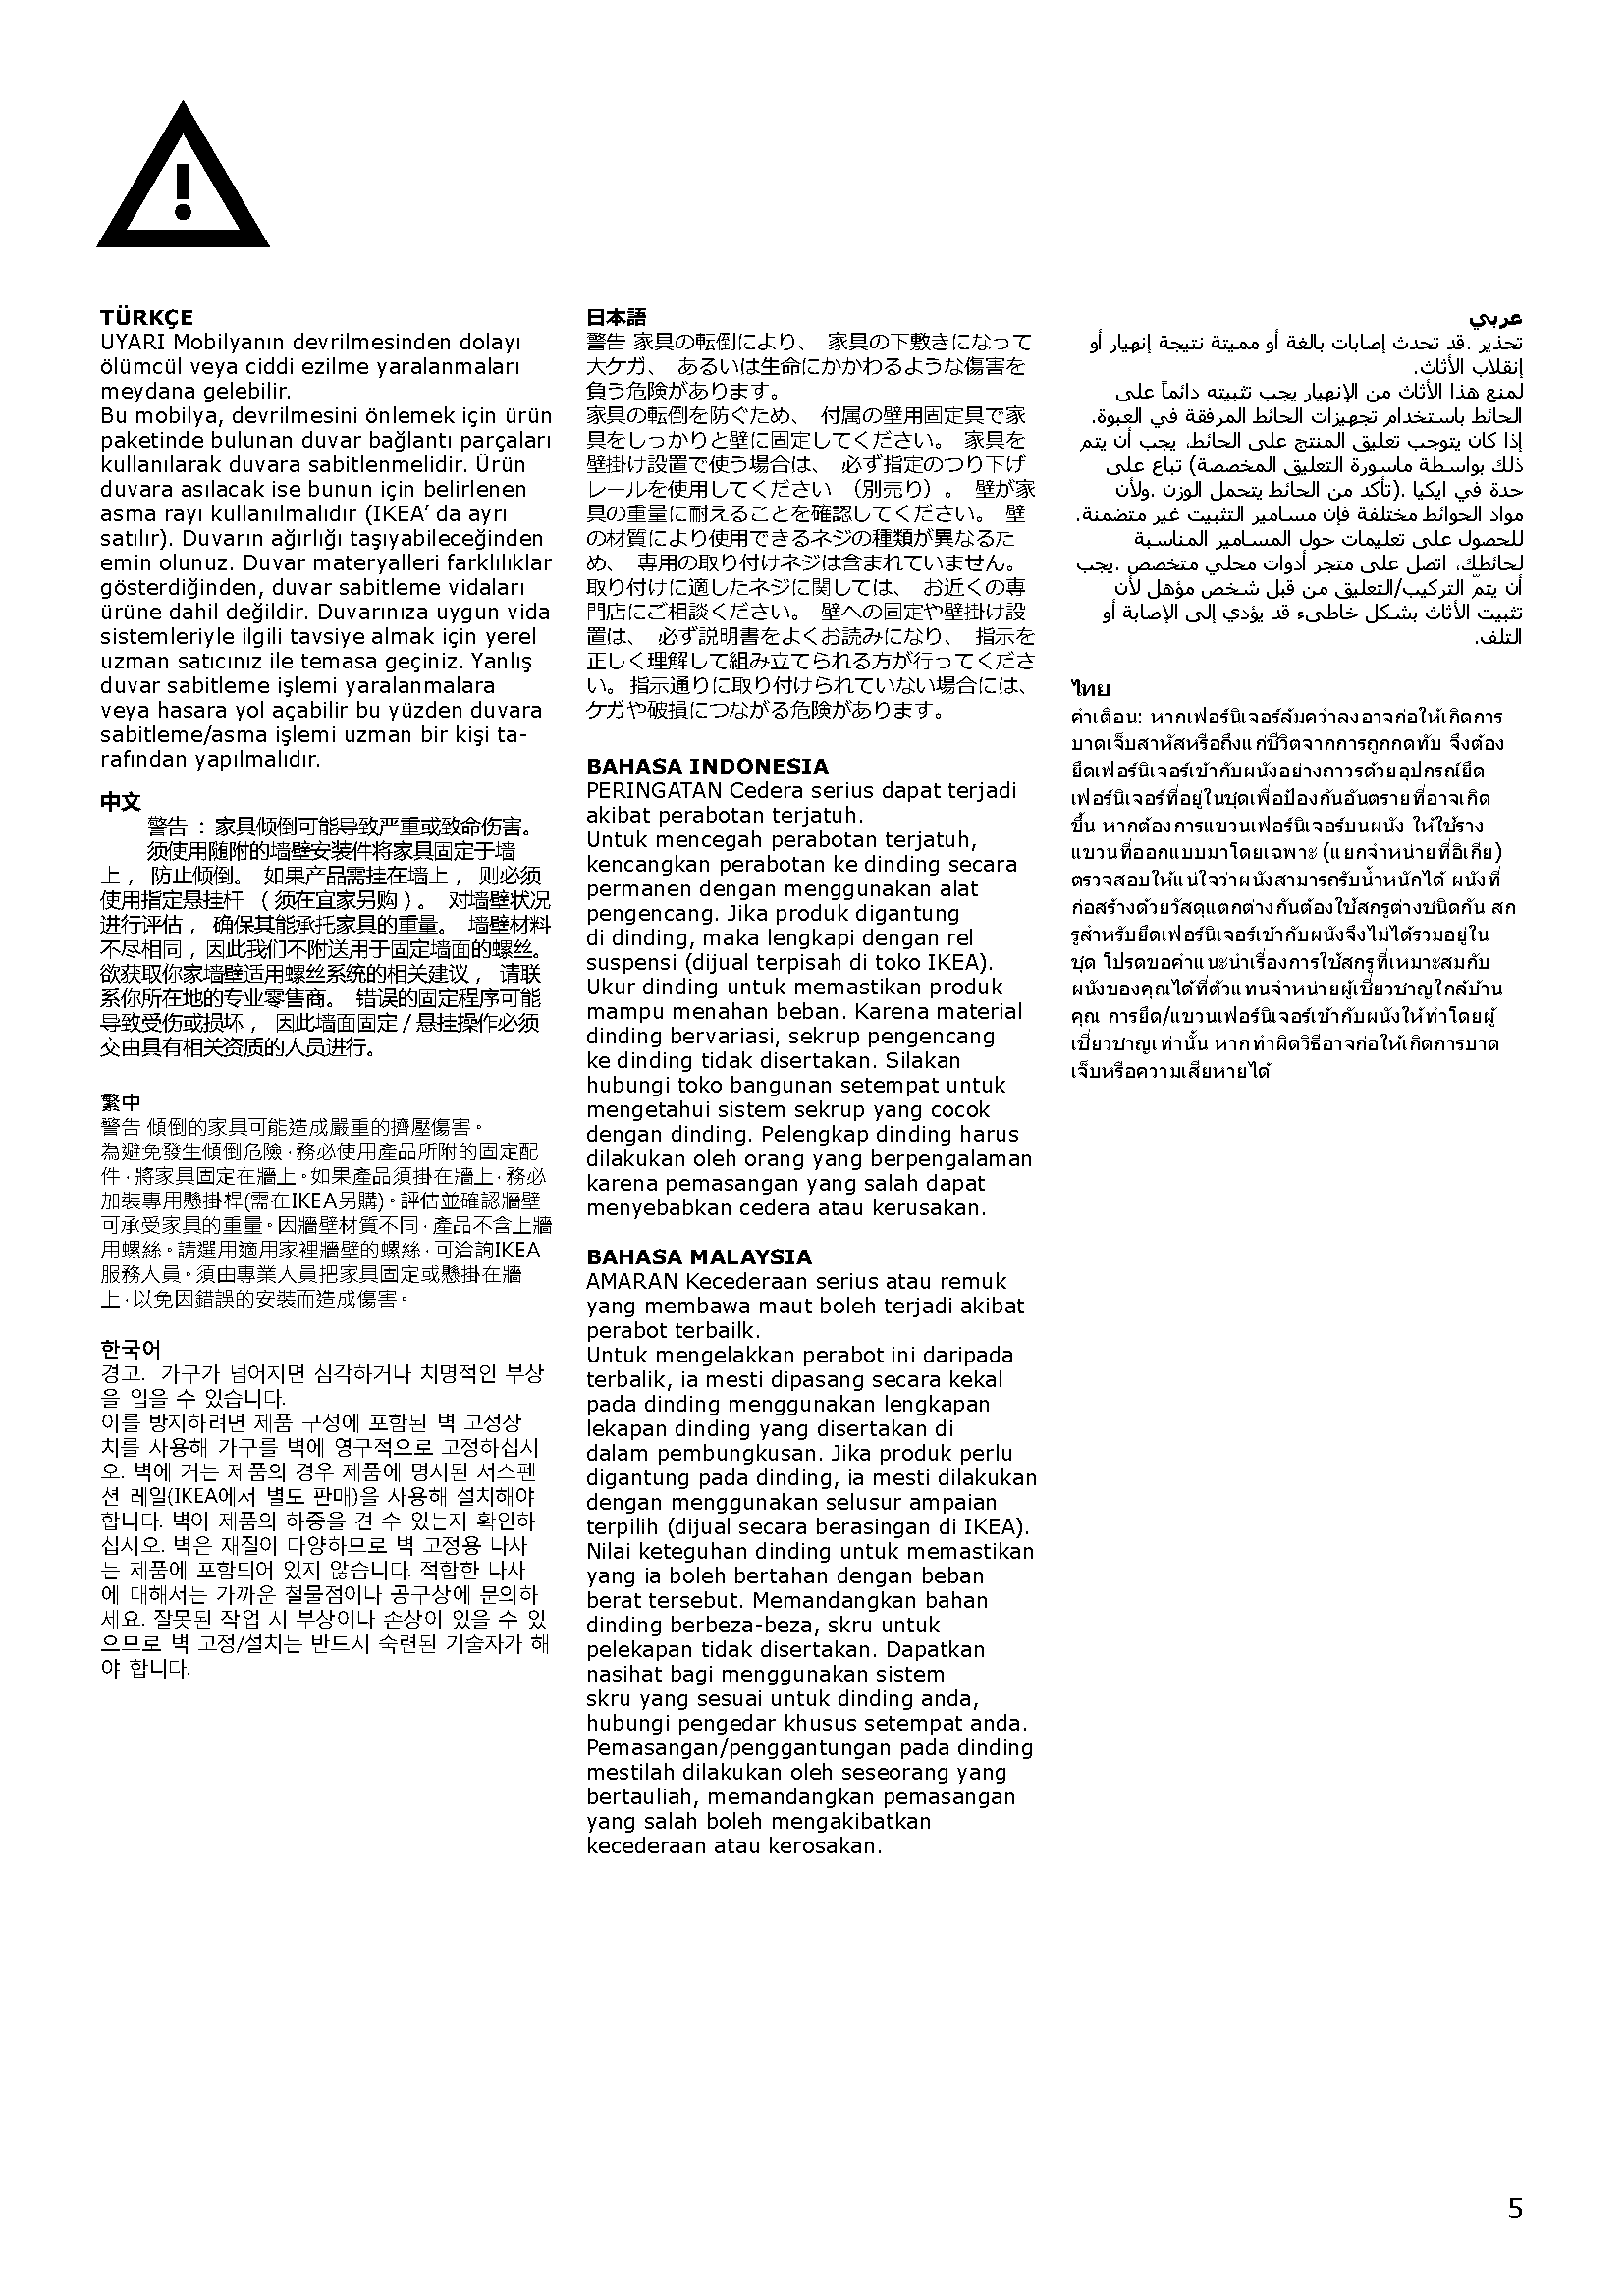 TÜRKÇE
UYARI Mobilyanın devrilmesinden dolayı
ölümcül veya ciddi ezilme yaralanmaları
meydana gelebilir.
Bu mobilya, devrilmesini önlemek için ürün
paketinde bulunan duvar bağlantı parçaları
kullanılarak duvara sabitlenmelidir. Ürün
duvara asılacak ise bunun için belirlenen
asma rayı kullanılmalıdır (IKEA’ da ayrı
satılır). Duvarın ağırlığı taşıyabileceğinden
emin olunuz. Duvar materyalleri farklılıklar
gösterdiğinden, duvar sabitleme vidaları
ürüne dahil değildir. Duvarınıza uygun vida
sistemleriyle ilgili tavsiye almak için yerel
uzman satıcınız ile temasa geçiniz. Yanlış
duvar sabitleme işlemi yaralanmalara
veya hasara yol açabilir bu yüzden duvara
sabitleme/asma işlemi uzman bir kişi ta-
rafından yapılmalıdır.
中文
警告 ：家具倾倒可能导致严重或致命伤害。
须使用随附的墙壁安装件将家具固定于墙
上， 防止倾倒。 如果产品需挂在墙上， 则必须
使用指定悬挂杆 （须在宜家另购）。 对墙壁状况
进行评估， 确保其能承托家具的重量。 墙壁材料
不尽相同，因此我们不附送用于固定墙面的螺丝。
欲获取你家墙壁适用螺丝系统的相关建议， 请联
系你所在地的专业零售商。 错误的固定程序可能
导致受伤或损坏， 因此墙面固定 / 悬挂操作必须
交由具有相关资质的人员进行。
繁中
警告 傾倒的家具可能造成嚴重的擠壓傷害。
為避免發生傾倒危險，務必使用產品所附的固定配
件，將家具固定在牆上。如果產品須掛在牆上，務必
加裝專用懸掛桿(需在IKEA另購)。評估並確認牆壁
可承受家具的重量。因牆壁材質不同，產品不含上牆
用螺絲。請選用適用家裡牆壁的螺絲，可洽詢IKEA
服務人員。須由專業人員把家具固定或懸掛在牆
上，以免因錯誤的安裝而造成傷害。
한국어
경고. 가구가 넘어지면 심각하거나 치명적인 부상
을 입을 수 있습니다.
이를 방지하려면 제품 구성에 포함된 벽 고정장
치를 사용해 가구를 벽에 영구적으로 고정하십시
오. 벽에 거는 제품의 경우 제품에 명시된 서스펜
션 레일(IKEA에서 별도 판매)을 사용해 설치해야
합니다. 벽이 제품의 하중을 견 수 있는지 확인하
십시오. 벽은 재질이 다양하므로 벽 고정용 나사
는 제품에 포함되어 있지 않습니다. 적합한 나사
에 대해서는 가까운 철물점이나 공구상에 문의하
세요. 잘못된 작업 시 부상이나 손상이 있을 수 있
으므로 벽 고정/설치는 반드시 숙련된 기술자가 해
야 합니다.
日本語
警告 家具の転倒により、 家具の下敷きになって
大ケガ、 あるいは生命にかかわるような傷害を
負う危険があります。
家具の転倒を防ぐため、 付属の壁用固定具で家
具をしっかりと壁に固定してください。 家具を
壁掛け設置で使う場合は、 必ず指定のつり下げ
レールを使用してください （別売り）。 壁が家
具の重量に耐えることを確認してください。 壁
の材質により使用できるネジの種類が異なるた
め、 専用の取り付けネジは含まれていません。
取り付けに適したネジに関しては、 お近くの専
門店にご相談ください。 壁への固定や壁掛け設
置は、 必ず説明書をよくお読みになり、 指示を
正しく理解して組み立てられる方が行ってくださ
い。指示通りに取り付けられていない場合には、
ケガや破損につながる危険があります。
BAHASA INDONESIA
PERINGATAN Cedera serius dapat terjadi
akibat perabotan terjatuh.
Untuk mencegah perabotan terjatuh,
kencangkan perabotan ke dinding secara
permanen dengan menggunakan alat
pengencang. Jika produk digantung
di dinding, maka lengkapi dengan rel
suspensi (dijual terpisah di toko IKEA).
Ukur dinding untuk memastikan produk
mampu menahan beban. Karena material
dinding bervariasi, sekrup pengencang
ke dinding tidak disertakan. Silakan
hubungi toko bangunan setempat untuk
mengetahui sistem sekrup yang cocok
dengan dinding. Pelengkap dinding harus
dilakukan oleh orang yang berpengalaman
karena pemasangan yang salah dapat
menyebabkan cedera atau kerusakan.
BAHASA MALAYSIA
AMARAN Kecederaan serius atau remuk
yang membawa maut boleh terjadi akibat
perabot terbailk.
Untuk mengelakkan perabot ini daripada
terbalik, ia mesti dipasang secara kekal
pada dinding menggunakan lengkapan
lekapan dinding yang disertakan di
dalam pembungkusan. Jika produk perlu
digantung pada dinding, ia mesti dilakukan
dengan menggunakan selusur ampaian
terpilih (dijual secara berasingan di IKEA).
Nilai keteguhan dinding untuk memastikan
yang ia boleh bertahan dengan beban
berat tersebut. Memandangkan bahan
dinding berbeza-beza, skru untuk
pelekapan tidak disertakan. Dapatkan
nasihat bagi menggunakan sistem
skru yang sesuai untuk dinding anda,
hubungi pengedar khusus setempat anda.
Pemasangan/penggantungan pada dinding
mestilah dilakukan oleh seseorang yang
bertauliah, memandangkan pemasangan
yang salah boleh mengakibatkan
kecederaan atau kerosakan.
عربي
تحذير .قد تحدث إصابات بالغة أو مميتة نتيجة إنهيار أو
إنقلاب الأثاث.
لمنع هذا الأثاث من الإنهيار يجب تثبيته دائماً على
الحائط باستخدام تجهيزات الحائط المرفقة في العبوة.
إذا كان يتوجب تعليق المنتج على الحائط، يجب أن يتم
ذلك بواسطة ماسورة التعليق المخصصة) تباع على
حدة في ايكيا .(تأكد من الحائط يتحمل الوزن .ولأن
مواد الحوائط مختلفة فإن مسامير التثبيت غير متضمنة.
للحصول على تعليمات حول المسامير المناسبة
لحائطك، اتصل على متجر أدوات محلي متخصص .يجب
أن يتمّ التركيب/التعليق من قبل شخص مؤهل لأن
تثبيت الأثاث بشكل خاطىء قد يؤدي إلى الإصابة أو
التلف.
ไทย
คำเตือน: หากเฟอร์นิเจอร์ล้มคว่ำลงอาจก่อให้เกิดการ
บาดเจ็บสาหัสหรือถึงแก่ชีวิตจากการถูกกดทับ จึงต้อง
ยึดเฟอร์นิเจอร์เข้ากับผนังอย่างถาวรด้วยอุปกรณ์ยึด
เฟอร์นิเจอร์ที่อยู่ในชุดเพื่อป้องกันอันตรายที่อาจเกิด
ขึ้น หากต้องการแขวนเฟอร์นิเจอร์บนผนัง ให้ใช้ราง
แขวนที่ออกแบบมาโดยเฉพาะ (แยกจำหน่ายที่อิเกีย)
ตรวจสอบให้แน่ใจว่าผนังสามารถรับน้ำหนักได้ ผนังที่
ก่อสร้างด้วยวัสดุแตกต่างกันต้องใช้สกรูต่างชนิดกัน สก
รูสำหรับยึดเฟอร์นิเจอร์เข้ากับผนังจึงไม่ได้รวมอยู่ใน
ชุด โปรดขอคำแนะนำเรื่องการใช้สกรูที่เหมาะสมกับ
ผนังของคุณได้ที่ตัวแทนจำหน่ายผู้เชี่ยวชาญใกล้บ้าน
คุณ การยึด/แขวนเฟอร์นิเจอร์เข้ากับผนังให้ทำโดยผู้
เชี่ยวชาญเท่านั้น หากทำผิดวิธีอาจก่อให้เกิดการบาด
เจ็บหรือความเสียหายได้
5